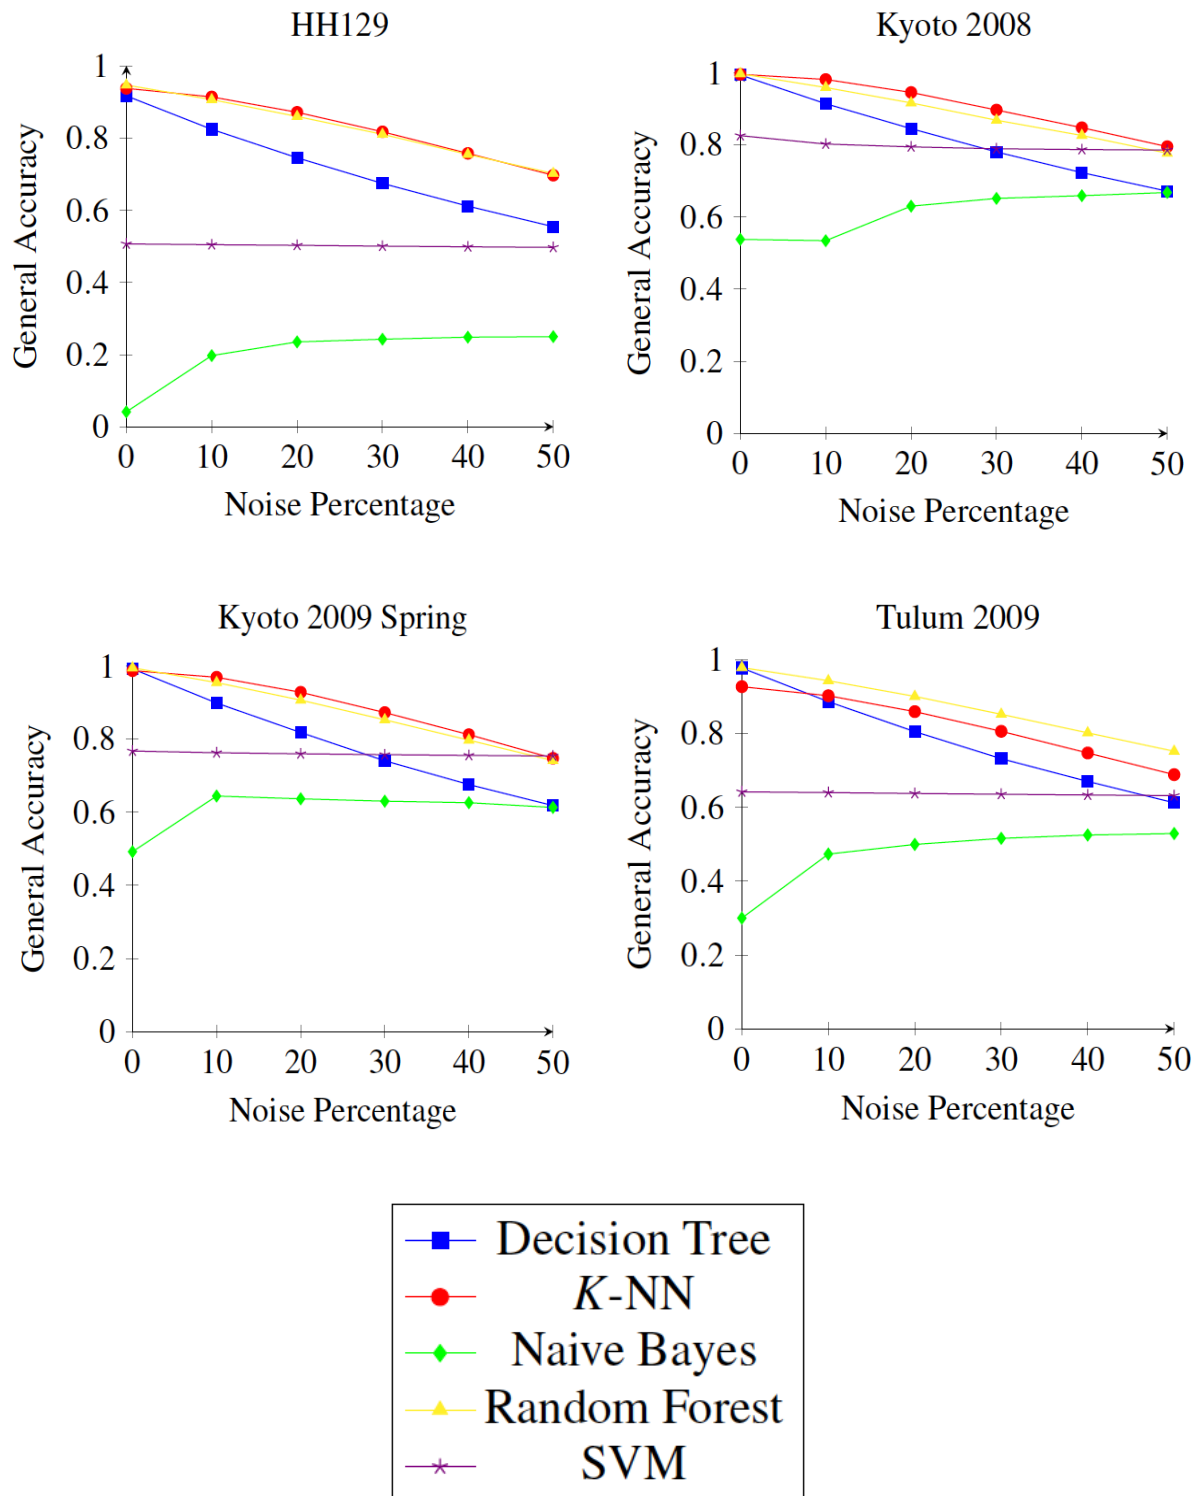 HH129
1
0.8
0.6
0.4
0.2
0
0 10 20 30 40 50
General Accuracy
Noise Percentage
Kyoto 2008
1
0.8
0.6
0.4
0.2
0
0 10 20 30 40 50
General Accuracy
Noise Percentage
Kyoto 2009 Spring
1
0.8
0.6
0.4
0.2
0
0 10 20 30 40 50
General Accuracy
Noise Percentage
Tulum 2009
1
0.8
0.6
0.4
0.2
0
0 10 20 30 40 50
General Accuracy
Noise Percentage
Decision Tree
K-NN
Naive Bayes
Random Forest
SVM